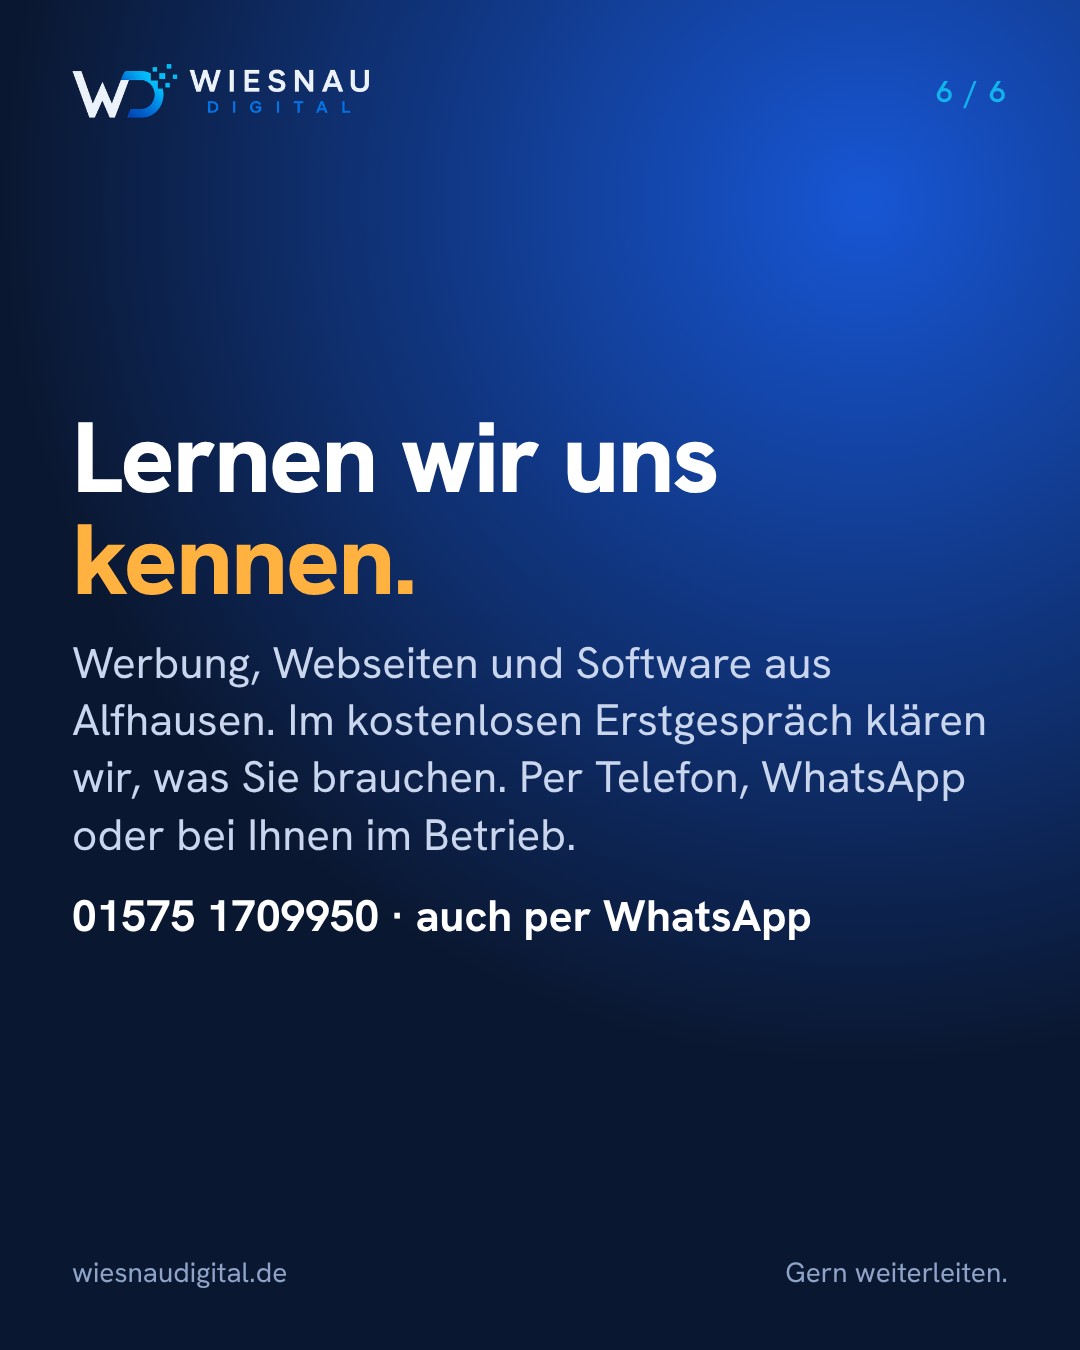 WIESNAU
DIGITAL
6 / 6
Lernen wir uns
kennen.
Werbung, Webseiten und Software aus
Alfhausen. Im kostenlosen Erstgespräch klären
wir, was Sie brauchen. Per Telefon, WhatsApp
oder bei Ihnen im Betrieb.
01575 1709950 · auch per WhatsApp
wiesnaudigital.de
Gern weiterleiten.